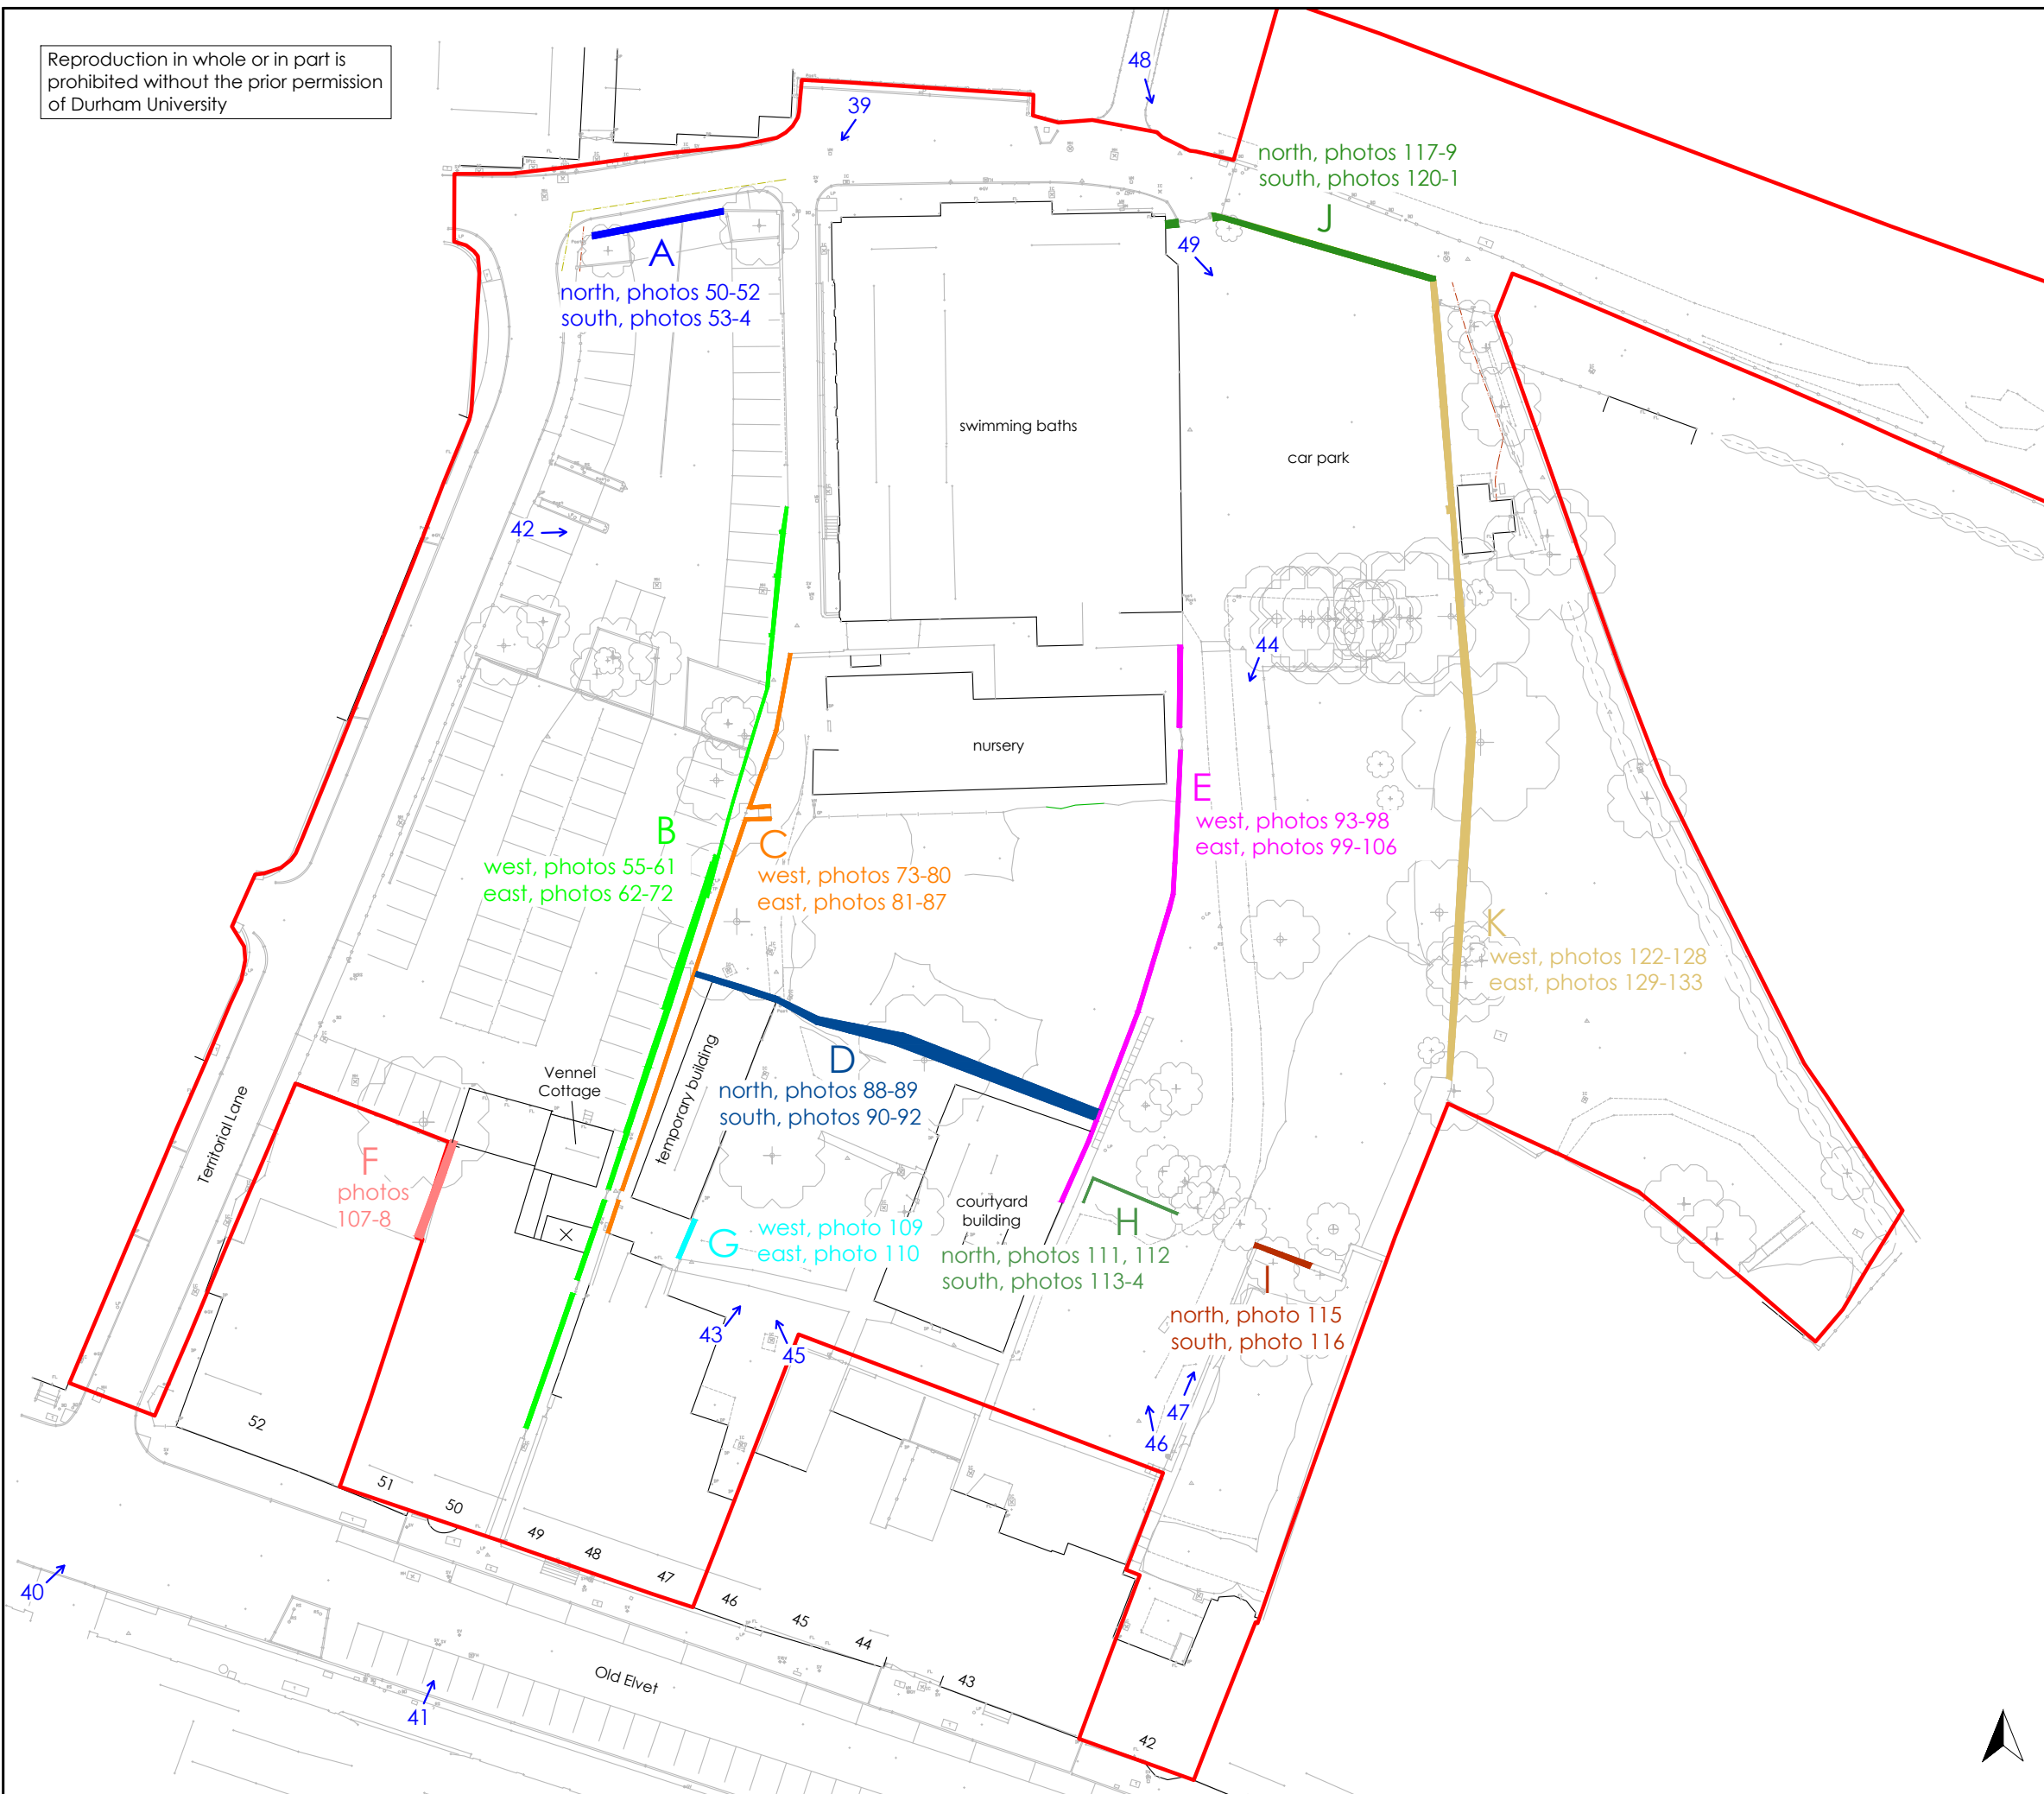 Reproduction in whole or in part is
prohibited without the prior permission
of Durham University
48
39
north, photos 117-9
south, photos 120-1
J
49
A
north, photos 50-52
south, photos 53-4
swimming baths
car park
42
44
nursery
E
west, photos 93-98
east, photos 99-106
B
west, photos 55-61
east, photos 62-72
C
west, photos 73-80
east, photos 81-87
K
west, photos 122-128
east, photos 129-133
temporary building
D
north, photos 88-89
south, photos 90-92
Vennel
Cottage
Territorial Lane
F
photos
107-8
G
west, photo 109
east, photo 110
courtyard
building
H
north, photos 111, 112
south, photos 113-4
I
north, photo 115
south, photo 116
43
45
47
46
52
51
50
49
48
47
46
45
44
43
42
40
41
Old Elvet